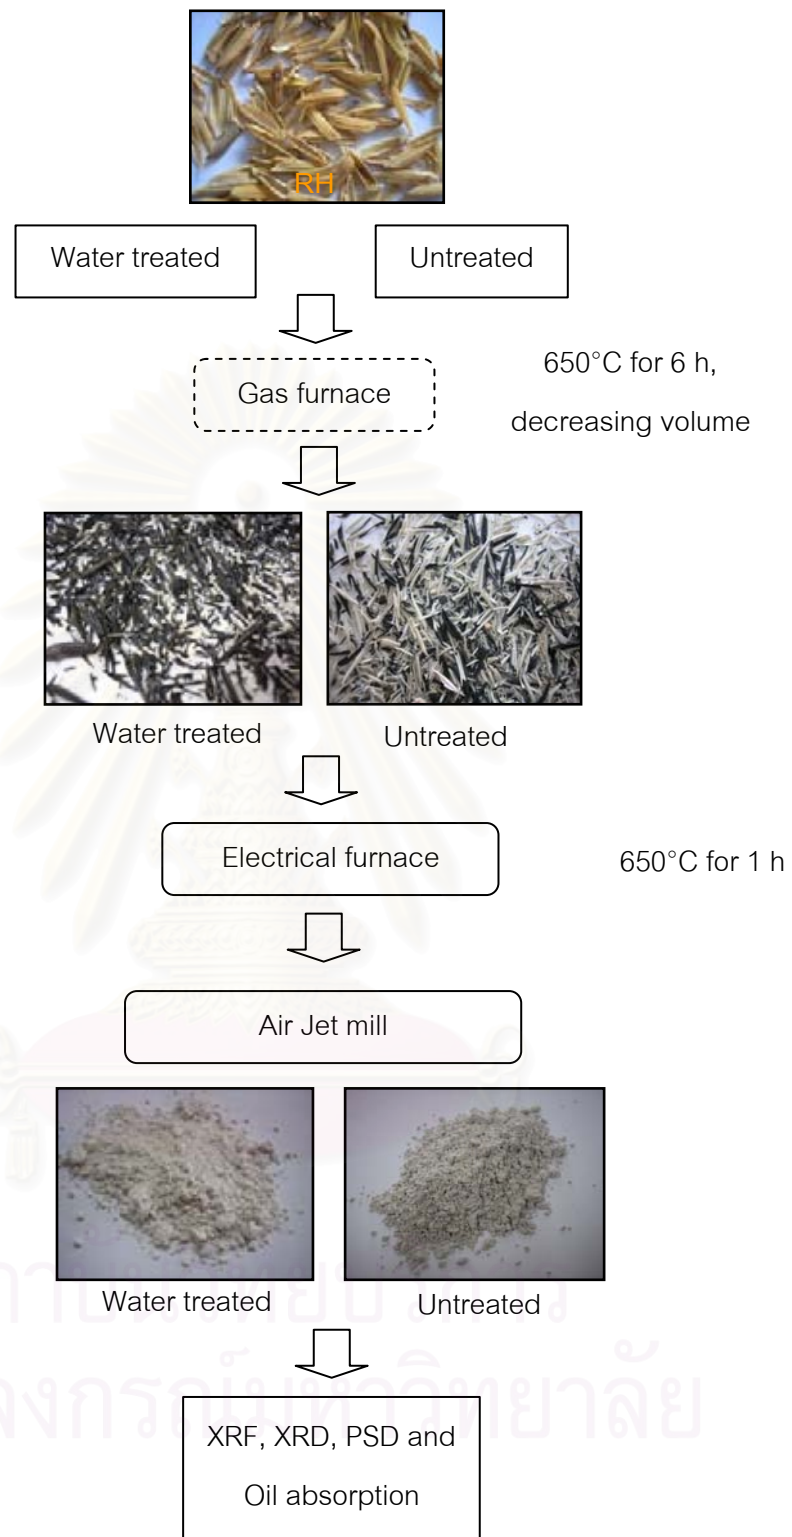 RH
Water treated
Untreated
Gas furnace
650°C for 6 h,
decreasing volume
Water treated
Untreated
Electrical furnace
650°C for 1 h
Air Jet mill
Water treated
Untreated
XRF, XRD, PSD and
Oil absorption